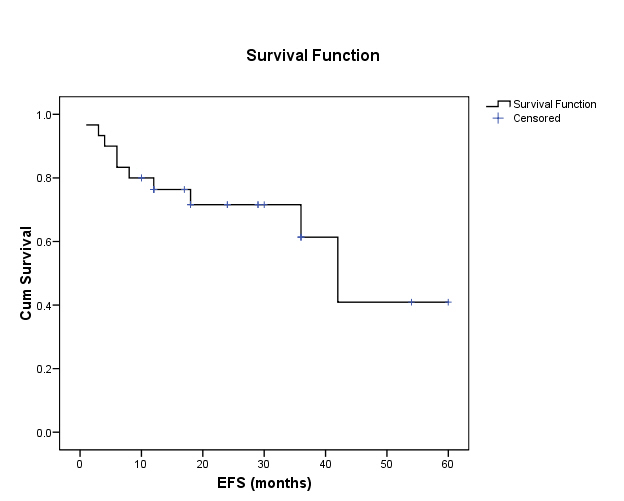 Survival Function
Survival Function
Censored
1.0
0.8
0.6
0.4
0.2
0.0
Cum Survival
0 10 20 30 40 50 60
EFS (months)